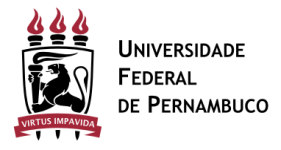 UNIVERSIDADE
FEDERAL
DE PERNAMBUCO
VIRTUS IMPAVIDA